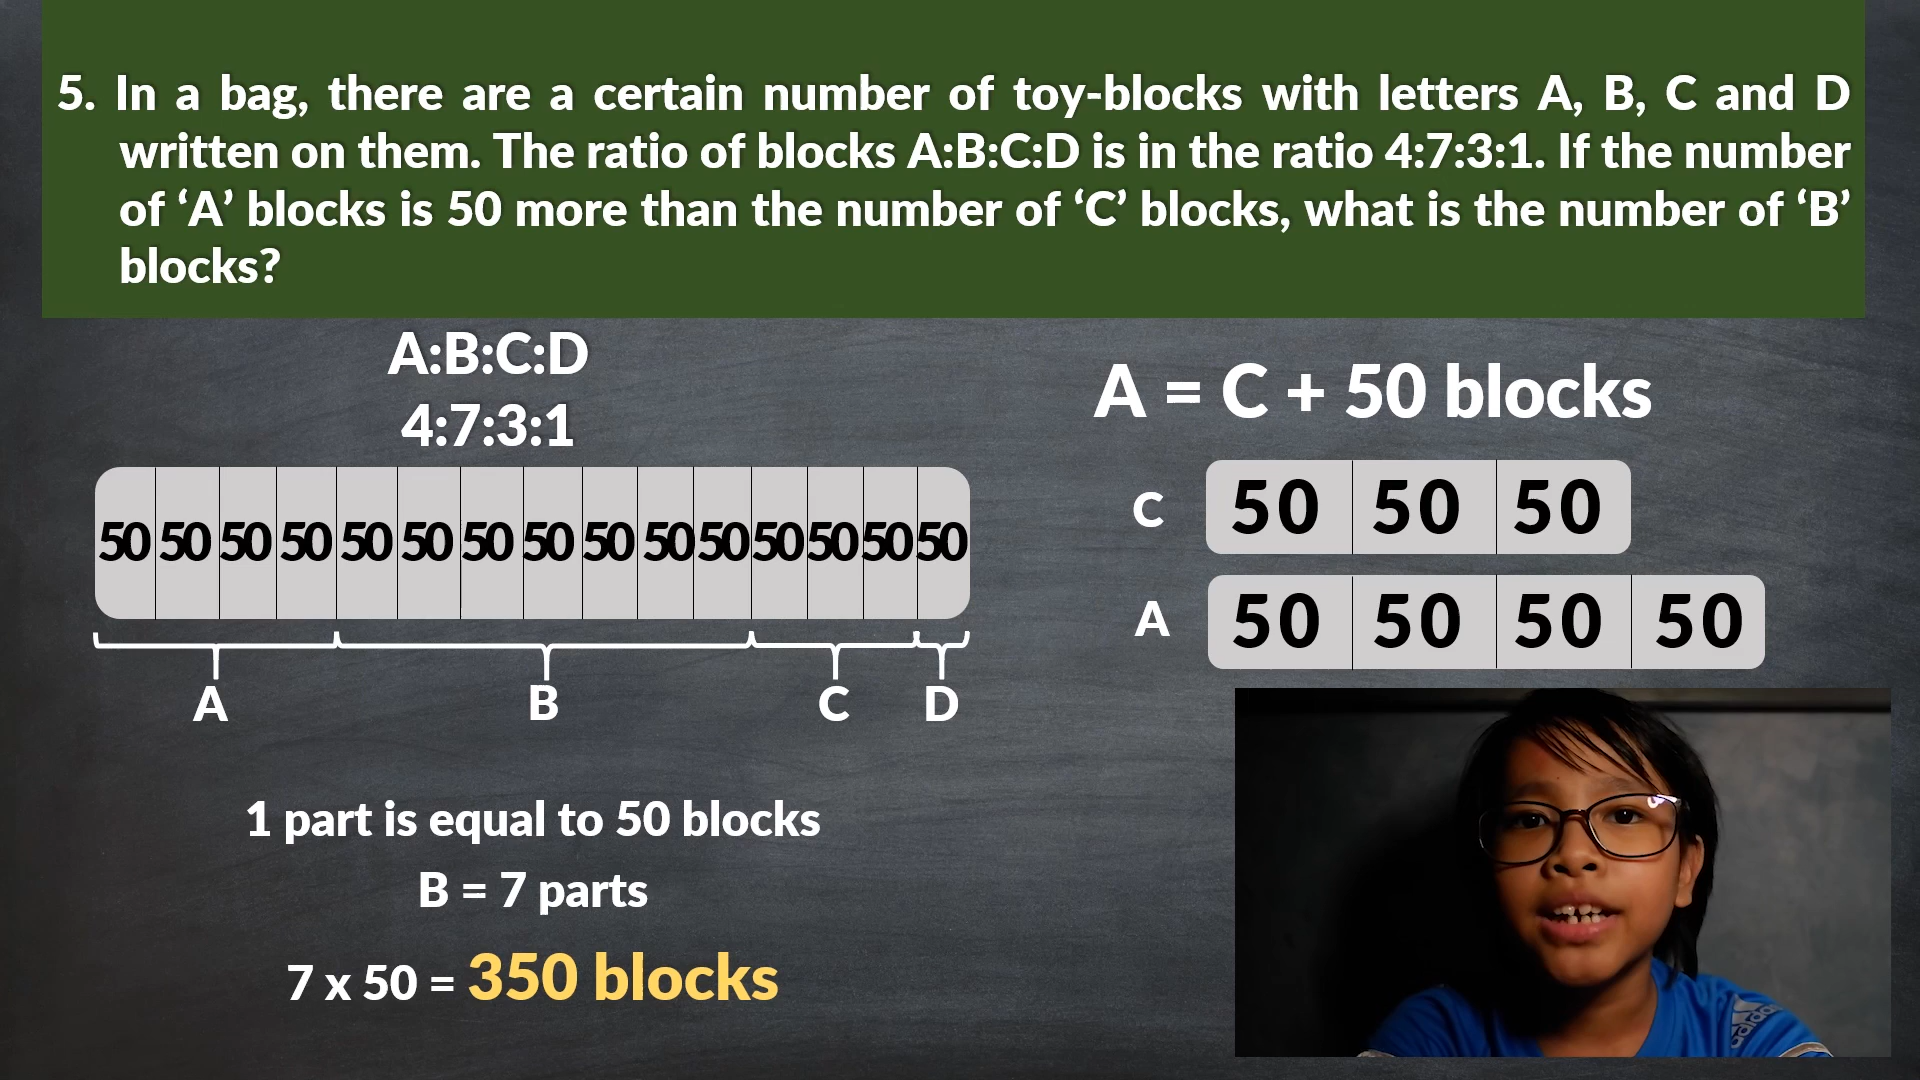 5. In a bag, there are a certain number of toy-blocks with letters A, B, C and D
written on them. The ratio of blocks A:B:C:D is in the ratio 4:7:3:1. If the number
of ‘A’ blocks is 50 more than the number of ‘C’ blocks, what is the number of ‘B’
blocks?
A:B:C:D
4:7:3:1
50 50 50 50 50 50 50 50 50 50 50 50 50 50 50
A B C D
1 part is equal to 50 blocks
B = 7 parts
7 x 50 = 350 blocks
A = C + 50 blocks
C 50 50 50
A 50 50 50 50
adidas